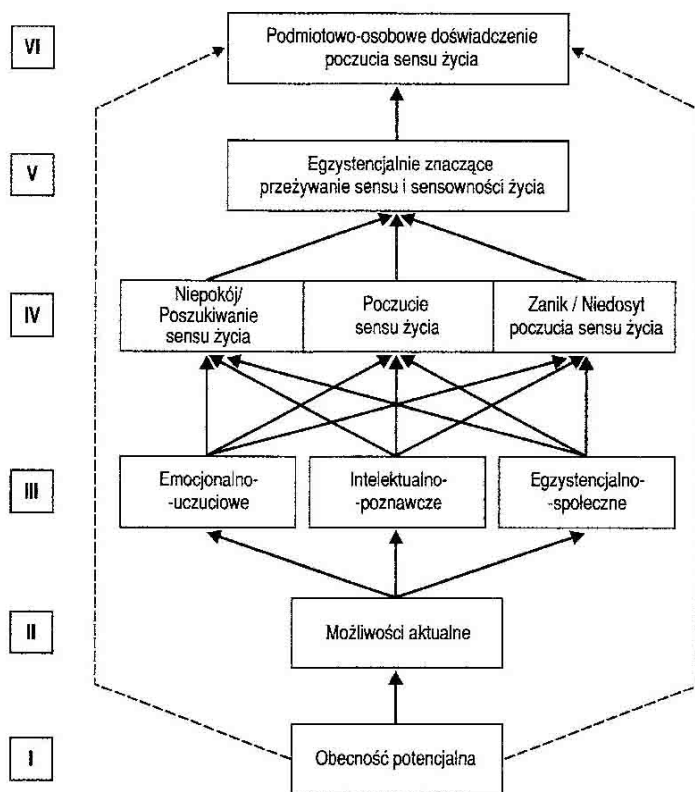 VI
Podmiotowo-osobowe doświadczenie
poczucia sensu życia
V
Egzystencjalnie znaczące
przeżywanie sensu i sensowności życia
IV
Niepokój/
Poszukiwanie
sensu życia
Poczucie
sensu życia
Zanik / Niedosyt
poczucia sensu życia
III
Emocjonalno-
-uczuciowe
Intelektualno-
-poznawcze
Egzystencjalno-
-społeczne
II
Możliwości aktualne
I
Obecność potencjalna